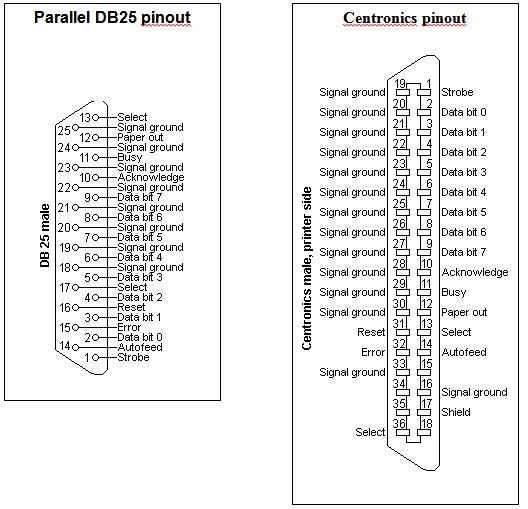 Parallel DB25 pinout
DB 25 male
13 Select
25 Signal ground
12 Paper out
24 Signal ground
11 Busy
23 Signal ground
10 Acknowledge
22 Signal ground
9 Data bit 7
21 Signal ground
8 Data bit 6
20 Signal ground
7 Data bit 5
19 Signal ground
6 Data bit 4
18 Signal ground
5 Data bit 3
17 Select
4 Data bit 2
16 Reset
3 Data bit 1
15 Error
2 Data bit 0
14 Autofeed
1 Strobe
Centronics pinout
Centronics male, printer side
Signal ground 19 1 Strobe
Signal ground 20 2 Data bit 0
Signal ground 21 3 Data bit 1
Signal ground 22 4 Data bit 2
Signal ground 23 5 Data bit 3
Signal ground 24 6 Data bit 4
Signal ground 25 7 Data bit 5
Signal ground 26 8 Data bit 6
Signal ground 27 9 Data bit 7
Signal ground 28 10 Acknowledge
Signal ground 29 11 Busy
Signal ground 30 12 Paper out
Reset 31 13 Select
Error 32 14 Autofeed
Signal ground 33 15
34 16 Signal ground
35 17 Shield
Select 36 18